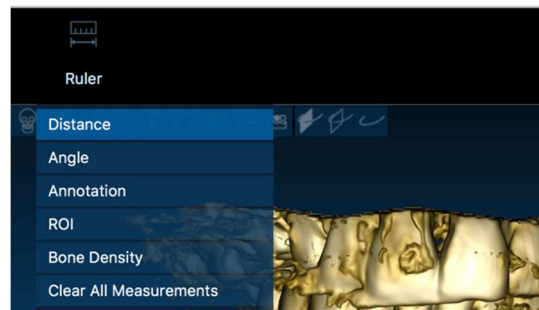 Ruler
Distance
Angle
Annotation
ROI
Bone Density
Clear All Measurements